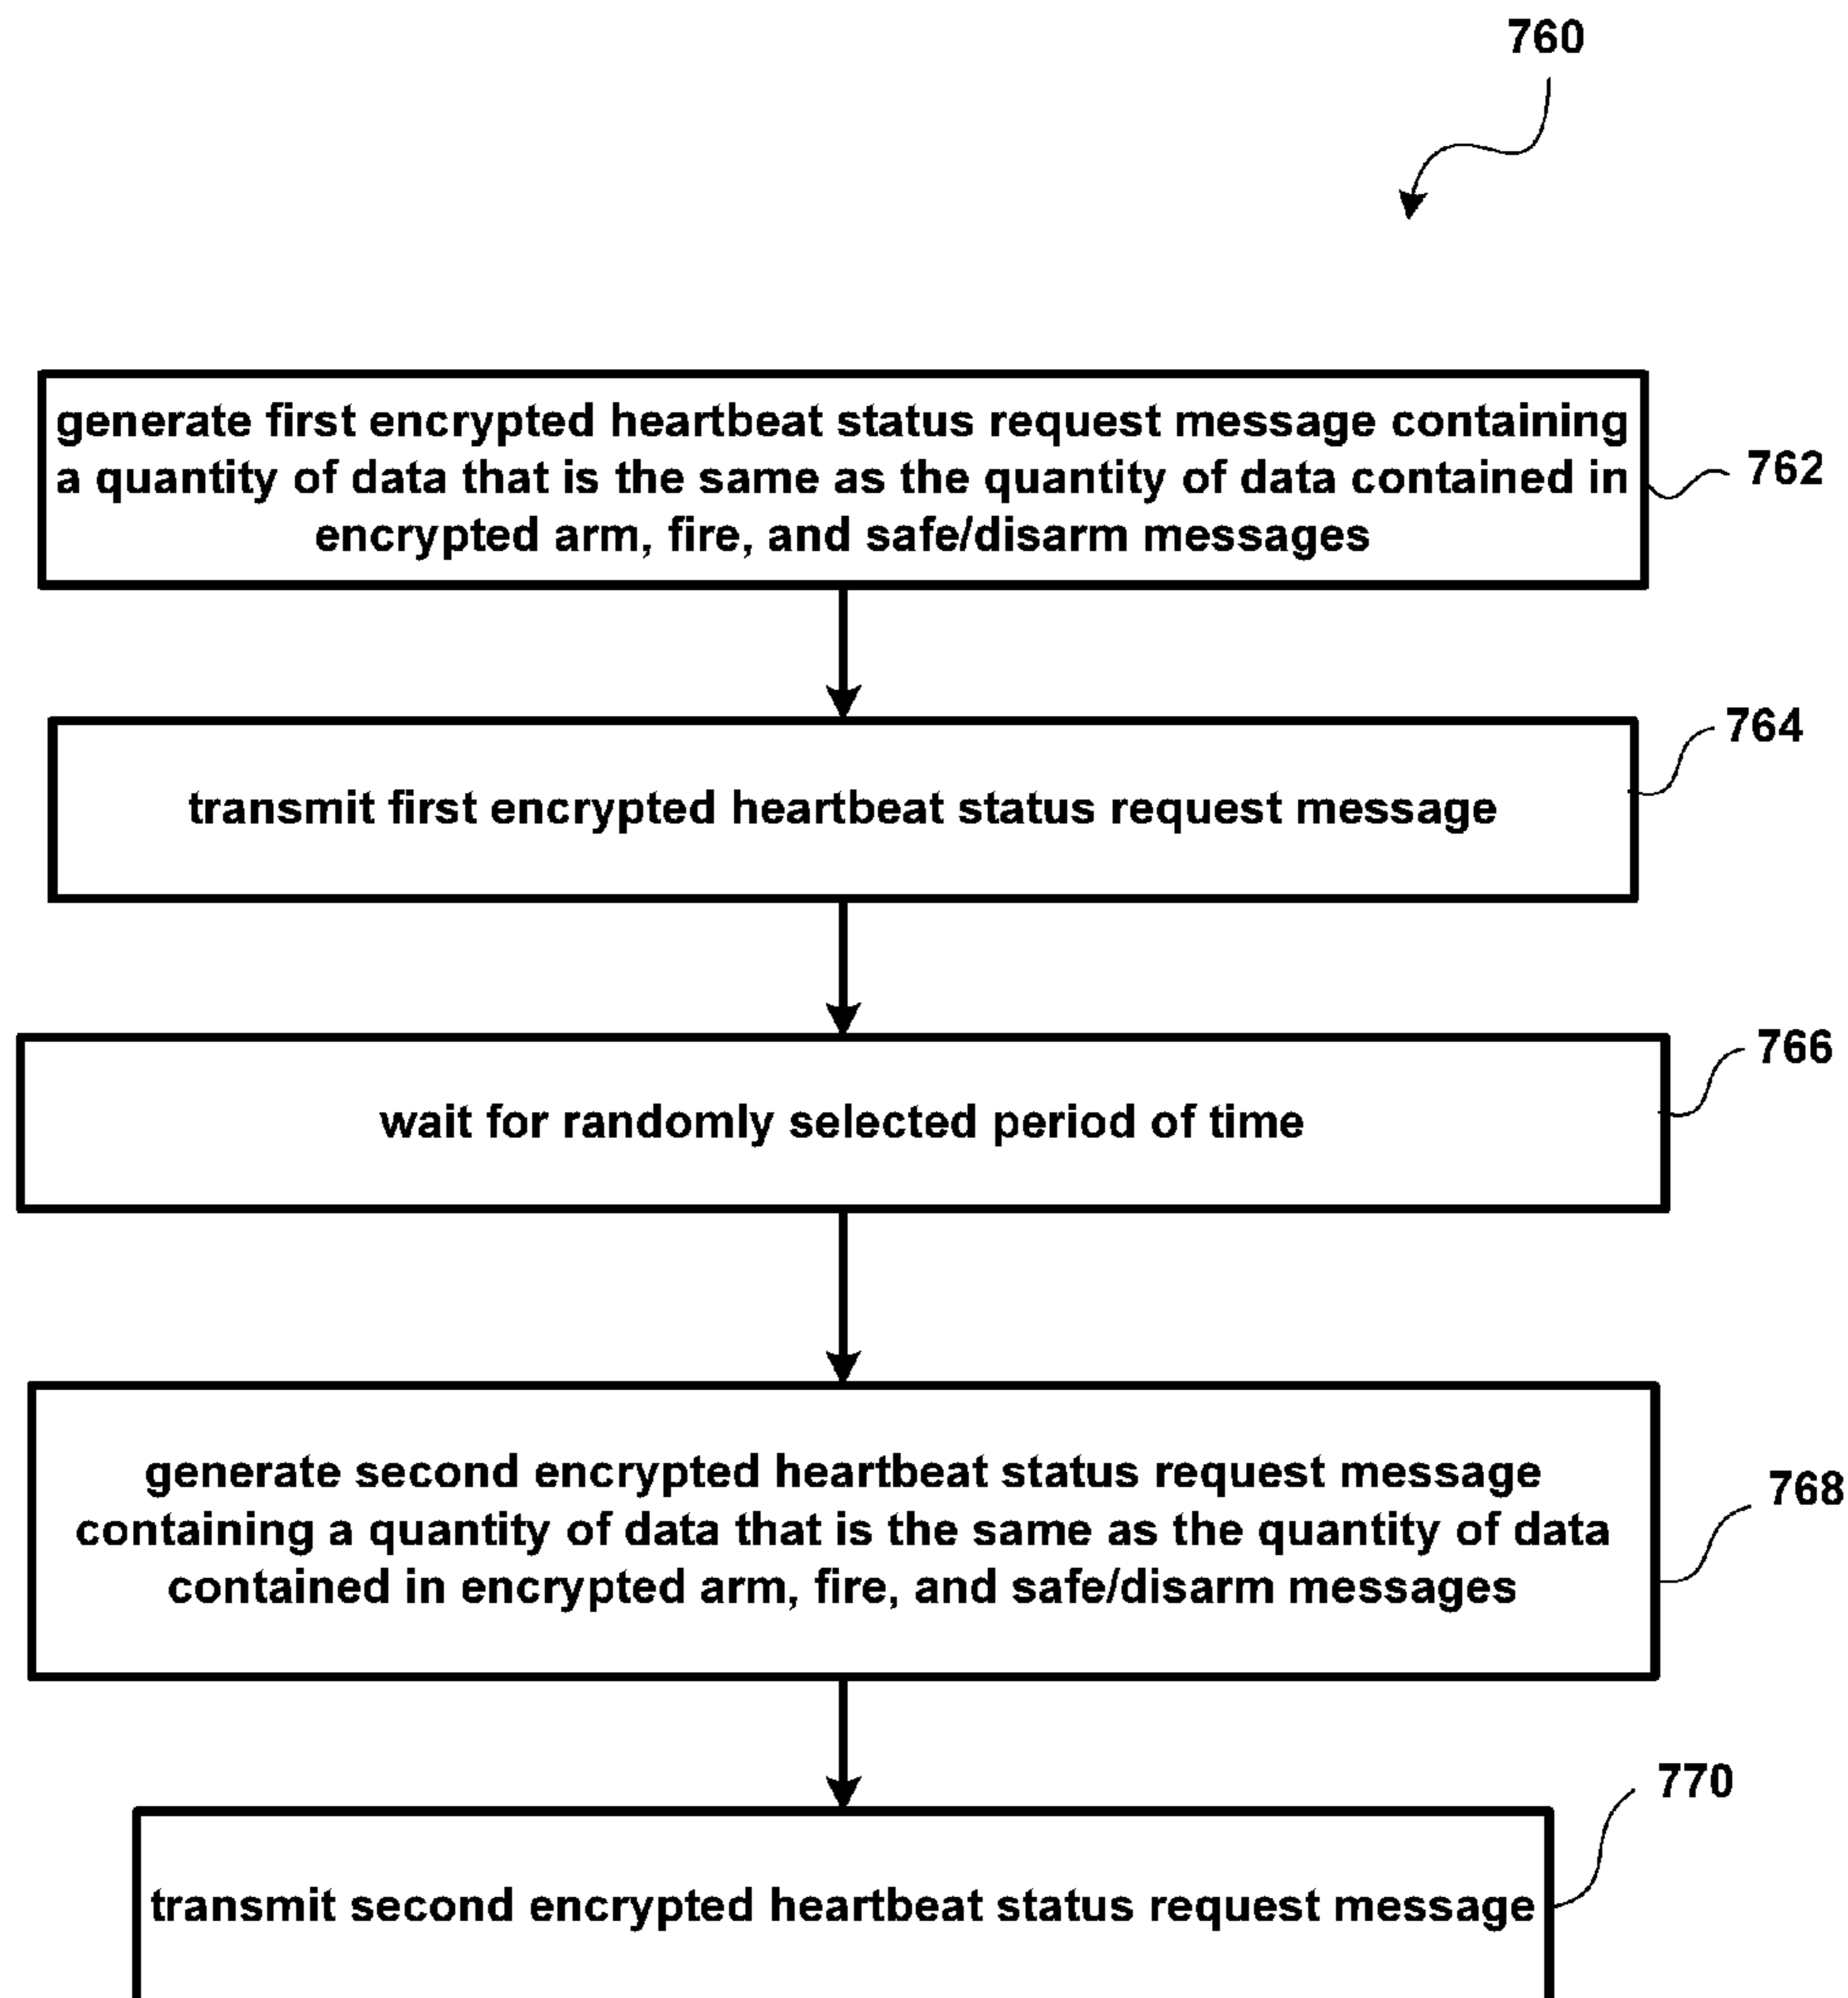 760
generate first encrypted heartbeat status request message containing
a quantity of data that is the same as the quantity of data contained in
encrypted arm, fire, and safe/disarm messages
762
transmit first encrypted heartbeat status request message
764
wait for randomly selected period of time
766
generate second encrypted heartbeat status request message
containing a quantity of data that is the same as the quantity of data
contained in encrypted arm, fire, and safe/disarm messages
768
transmit second encrypted heartbeat status request message
770